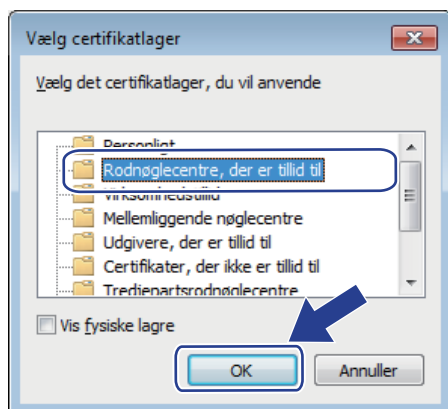 Vælg certifikatlager
Vælg det certifikatlager, du vil anvende
Personligt
Rodnøglecentre, der er tillid til
Virksomhedstillid
Mellemliggende nøglecentre
Udgivere, der er tillid til
Certifikater, der ikke er tillid til
Tredjepartsrodnøglecentre
Vis fysiske lagre
OK
Annuller